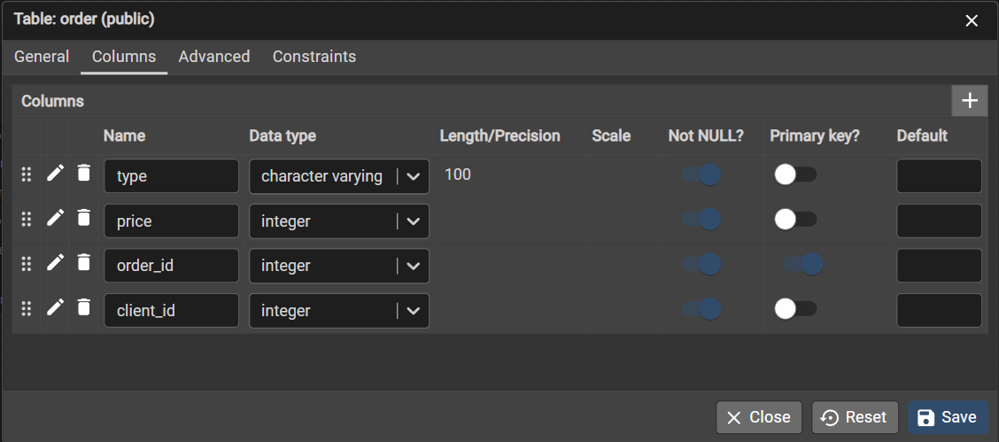 Table: order (public)
General Columns Advanced Constraints
Columns
Name Data type Length/Precision Scale Not NULL? Primary key? Default
type character varying 100
price integer
order_id integer
client_id integer
Close Reset Save